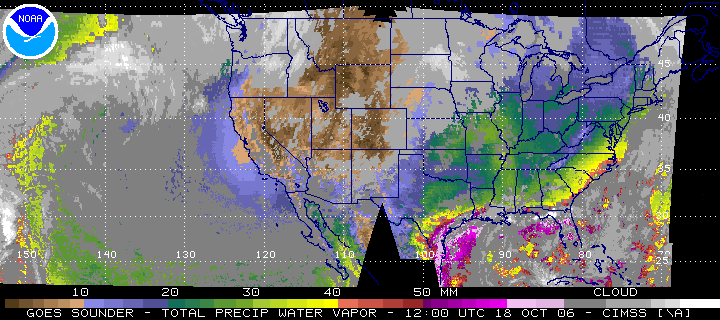 NOAA
45
40
35
30
25
150 140 130 120 110 100 90 80
10 20 30 40 50 MM CLOUD
GOES SOUNDER - TOTAL PRECIP WATER VAPOR - 12:00 UTC 18 OCT 06 - CIMSS [\A]